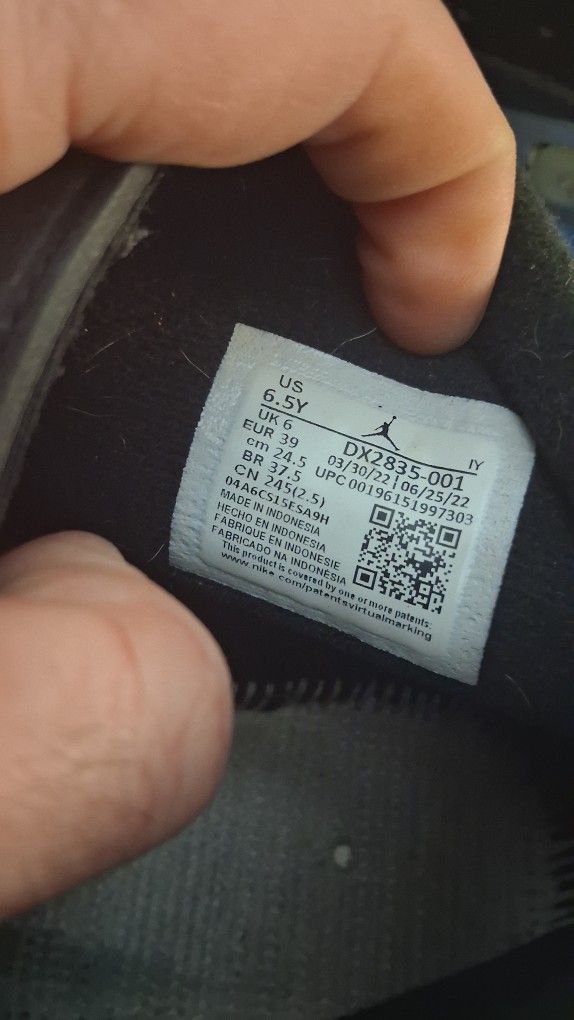 US
6.5Y
UK 6
EUR 39
cm 24.5
BR 37.5
CN 245(2.5)
04A6CS15ESA9H
IY
DX2835-001
03/30/22 | 06/25/22
UPC 00196151997303
MADE IN INDONESIA
HECHO EN INDONESIA
FABRIQUE EN INDONESIE
FABRICADO NA INDONÉSIA
This product is covered by one or more patents:
www.nike.com/patentsvirtualmarking